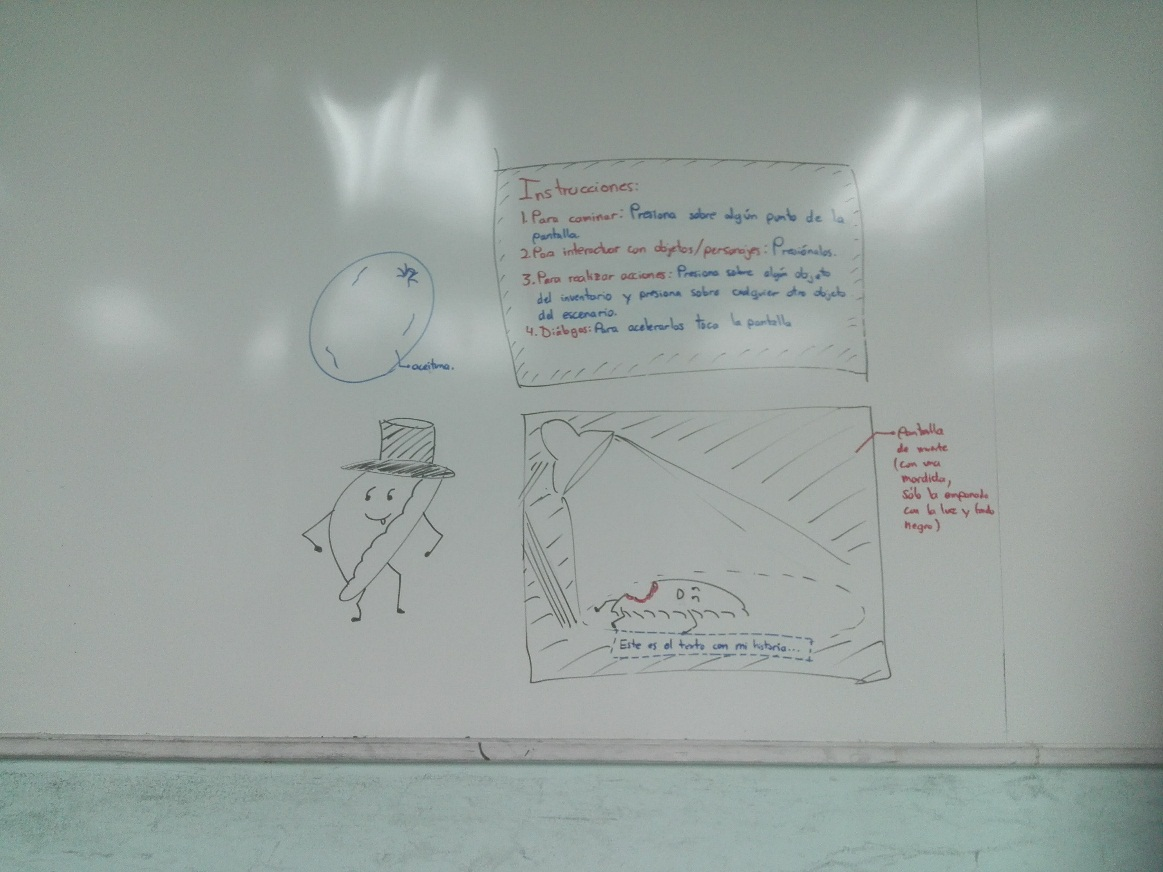 Instrucciones:
1. Para caminar: Presiona sobre algún punto de la
pantalla.
2. Para interactuar con objetos/personajes: Presiónalos.
3. Para realizar acciones: Presiona sobre algún objeto
del inventario y presiona sobre cualquier otro objeto
del escenario.
4. Diálogos: Para acelerarlos toca la pantalla
aceituna.
Pantalla
de muerte
(con una
mordida,
sólo la empanada
con la luz y fondo
negro)
Este es el texto con mi historia...